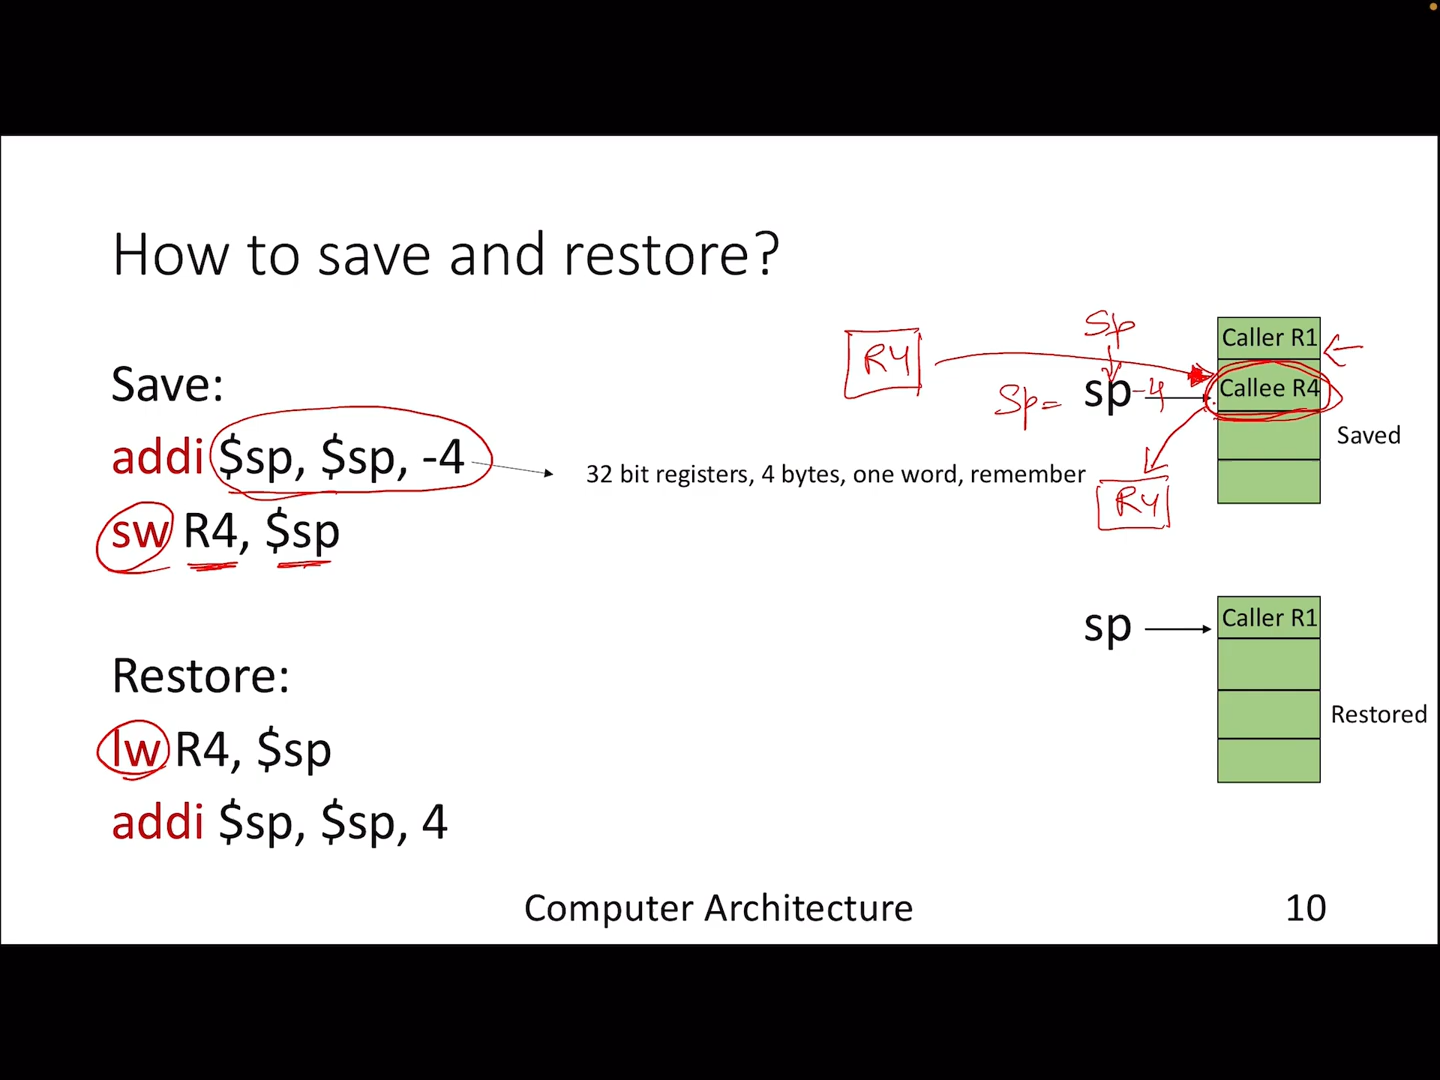 How to save and restore?
Save:
addi $sp, $sp, -4
32 bit registers, 4 bytes, one word, remember
sw R4, $sp
Restore:
lw R4, $sp
addi $sp, $sp, 4
R4
Sp
Sp= sp-4
R4
Caller R1
Callee R4
Saved
sp
Caller R1
Restored
Computer Architecture
10